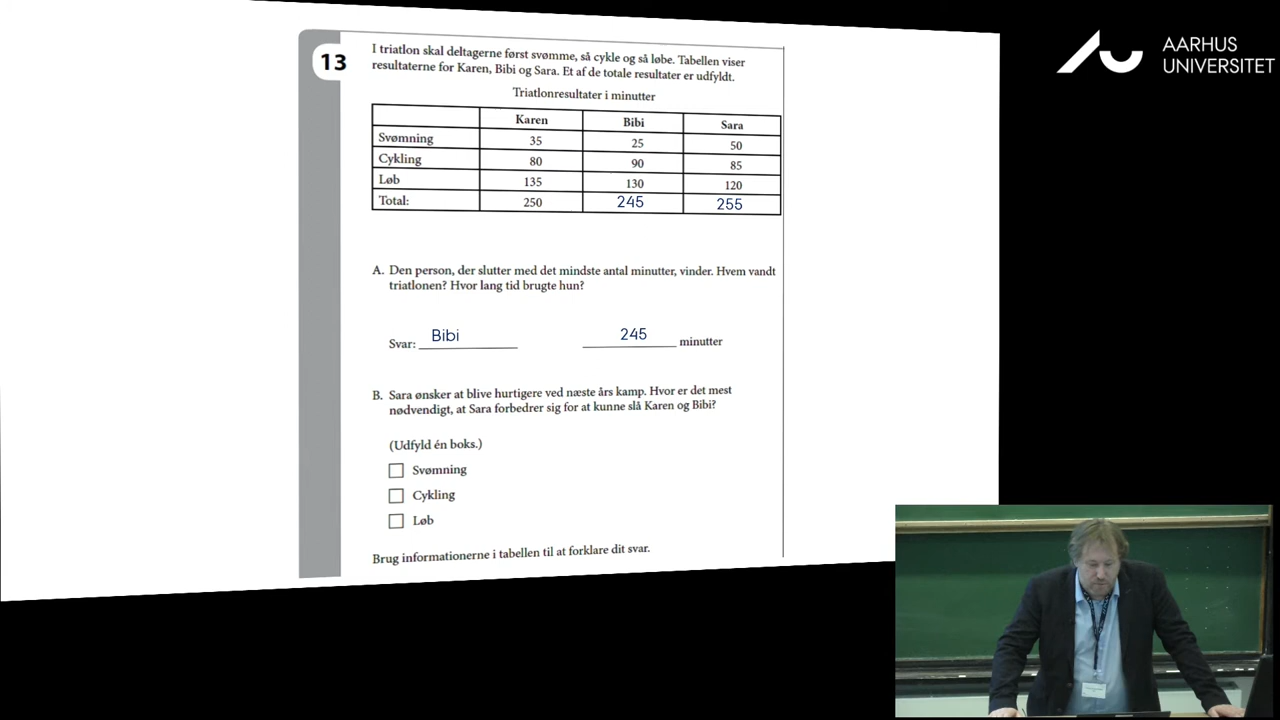 AARHUS
UNIVERSITET
13
I triatlon skal deltagerne først svømme, så cykle og så løbe. Tabellen viser
resultaterne for Karen, Bibi og Sara. Et af de totale resultater er udfyldt.
Triatlonresultater i minutter
Karen Bibi Sara
Svømning 35 25 50
Cykling 80 90 85
Løb 135 130 120
Total: 250 245 255
A. Den person, der slutter med det mindste antal minutter, vinder. Hvem vandt
triatlonen? Hvor lang tid brugte hun?
Svar: Bibi 245 minutter
B. Sara ønsker at blive hurtigere ved næste års kamp. Hvor er det mest
nødvendigt, at Sara forbedrer sig for at kunne slå Karen og Bibi?
(Udfyld én boks.)
Svømning
Cykling
Løb
Brug informationerne i tabellen til at forklare dit svar.